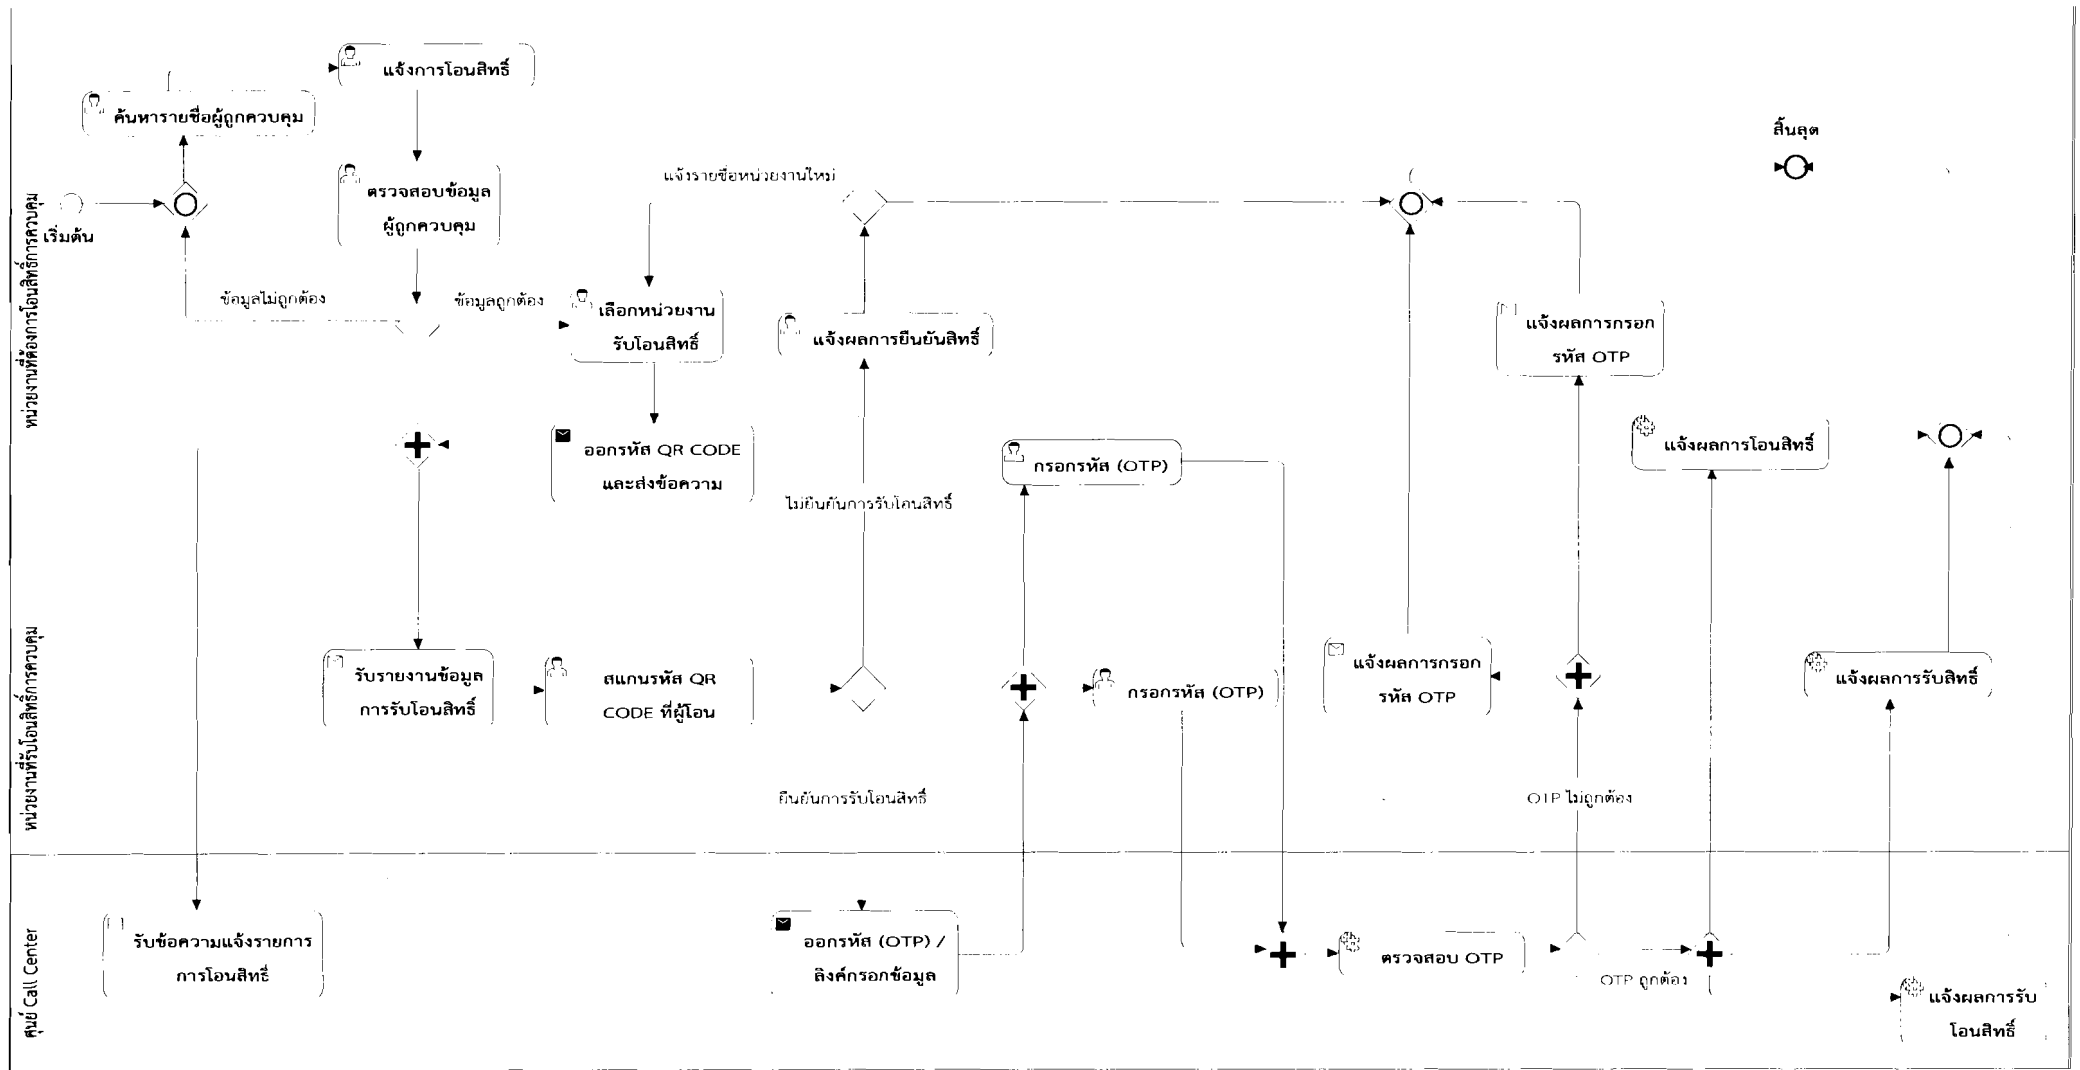 หน่วยงานที่ต้องการโอนสิทธิ์การควบคุม
เริ่มต้น
ค้นหารายชื่อผู้ถูกควบคุม
แจ้งการโอนสิทธิ์
ตรวจสอบข้อมูล
ผู้ถูกควบคุม
ข้อมูลไม่ถูกต้อง
ข้อมูลถูกต้อง
แจ้งรายชื่อหน่วยงานใหม่
เลือกหน่วยงาน
รับโอนสิทธิ์
ออกรหัส QR CODE
และส่งข้อความ
แจ้งผลการยืนยันสิทธิ์
ไม่ยืนยันการรับโอนสิทธิ์
กรอกรหัส (OTP)
แจ้งผลการกรอก
รหัส OTP
แจ้งผลการโอนสิทธิ์
สิ้นสุด
หน่วยงานที่รับโอนสิทธิ์การควบคุม
รับรายงานข้อมูล
การรับโอนสิทธิ์
สแกนรหัส QR
CODE ที่ผู้โอน
ยืนยันการรับโอนสิทธิ์
กรอกรหัส (OTP)
แจ้งผลการกรอก
รหัส OTP
OTP ไม่ถูกต้อง
แจ้งผลการรับสิทธิ์
ศูนย์ Call Center
รับข้อความแจ้งรายการ
การโอนสิทธิ์
ออกรหัส (OTP) /
ลิงค์กรอกข้อมูล
ตรวจสอบ OTP
OTP ถูกต้อง
แจ้งผลการรับ
โอนสิทธิ์